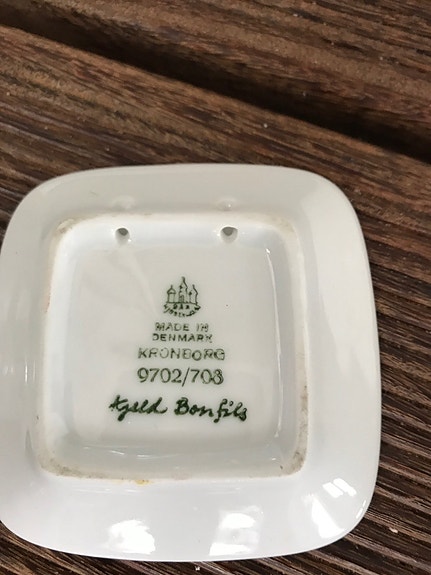 MADE IN
DENMARK
KRONBORG
9702/708
Kjeld Bonfils